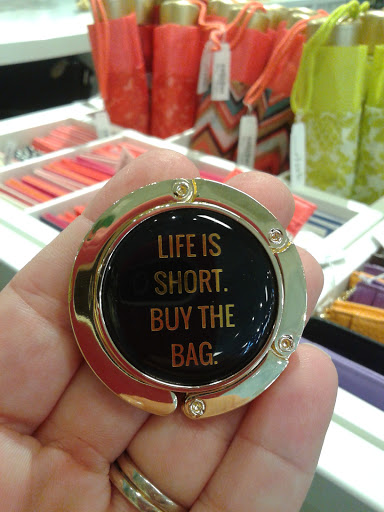 LIFE IS
SHORT.
BUY THE
BAG.